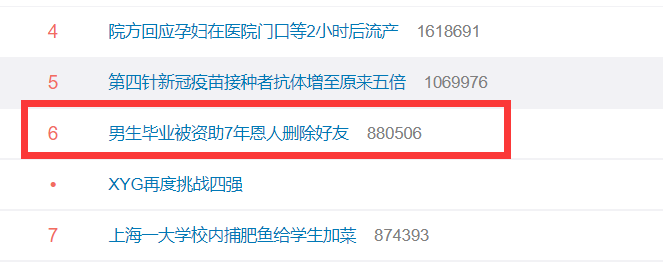 4 院方回应孕妇在医院门口等2小时后流产 1618691
5 第四针新冠疫苗接种者抗体增至原来五倍 1069976
6 男生毕业被资助7年恩人删除好友 880506
• XYG再度挑战四强
7 上海一大学校内捕肥鱼给学生加菜 874393